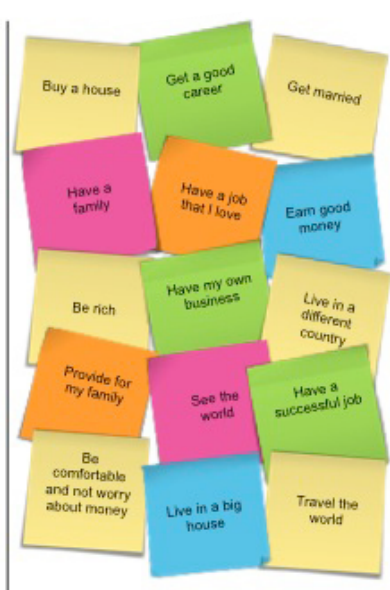 Buy a house
Get a good
career
Get married
Have a
family
Have a job
that I love
Earn good
money
Be rich
Have my own
business
Live in a
different
country
Provide for
my family
See the
world
Have a
successful job
Be
comfortable
and not worry
about money
Live in a big
house
Travel the
world